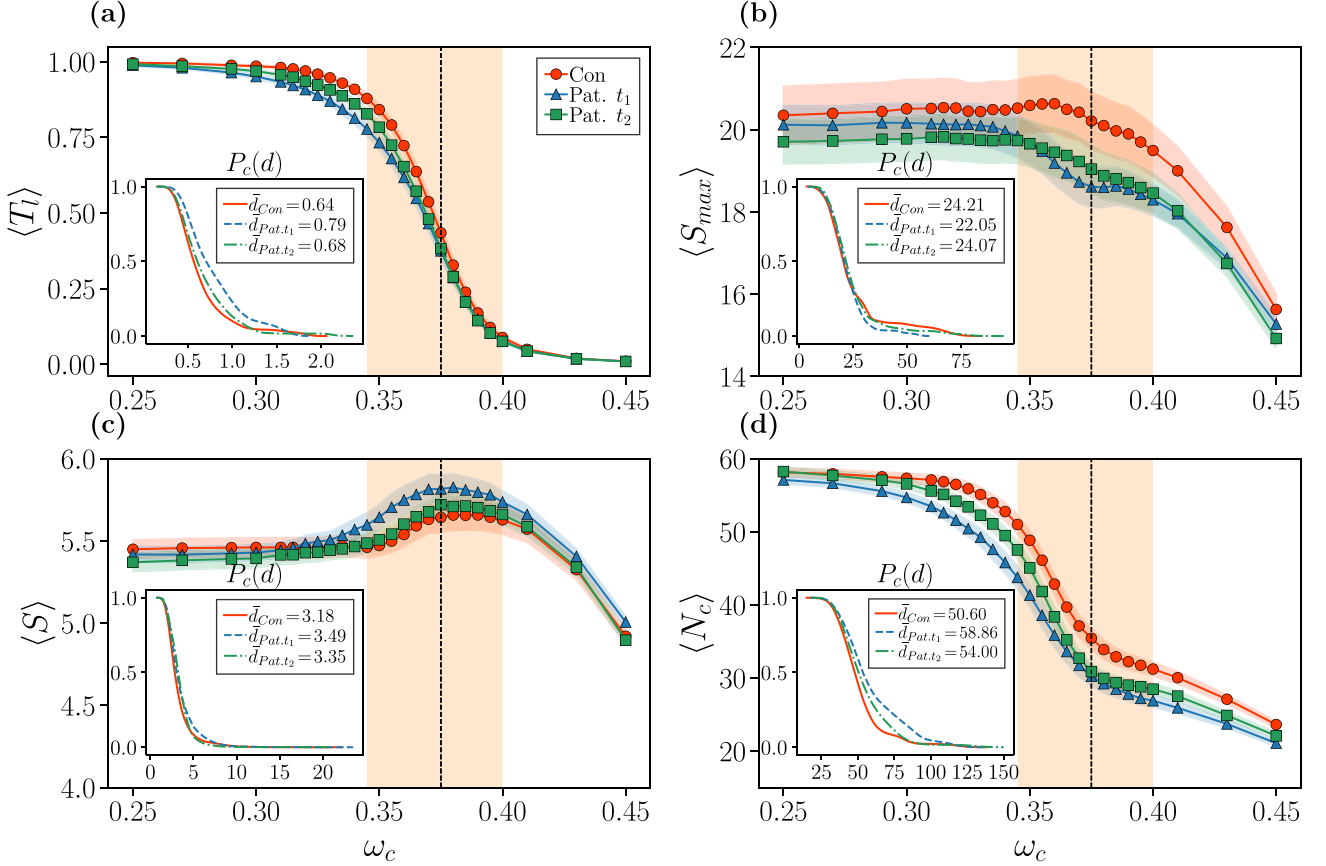 (a)
1.00
0.75
0.50
0.25
0.00
⟨T_l⟩
Con
Pat. t_1
Pat. t_2
P_c(d)
1.0
0.5
0.0
d̄_Con = 0.64
d̄_Pat.t_1 = 0.79
d̄_Pat.t_2 = 0.68
0.5 1.0 1.5 2.0
0.25 0.30 0.35 0.40 0.45
(b)
22
20
18
16
14
⟨S_max⟩
P_c(d)
1.0
0.5
0.0
d̄_Con = 24.21
d̄_Pat.t_1 = 22.05
d̄_Pat.t_2 = 24.07
0 25 50 75
0.25 0.30 0.35 0.40 0.45
(c)
6.0
5.5
5.0
4.5
4.0
⟨S⟩
P_c(d)
1.0
0.5
0.0
d̄_Con = 3.18
d̄_Pat.t_1 = 3.49
d̄_Pat.t_2 = 3.35
0 5 10 15 20
0.25 0.30 0.35 0.40 0.45
ω_c
(d)
60
50
40
30
20
⟨N_c⟩
P_c(d)
1.0
0.5
0.0
d̄_Con = 50.60
d̄_Pat.t_1 = 58.86
d̄_Pat.t_2 = 54.00
25 50 75 100 125 150
0.25 0.30 0.35 0.40 0.45
ω_c